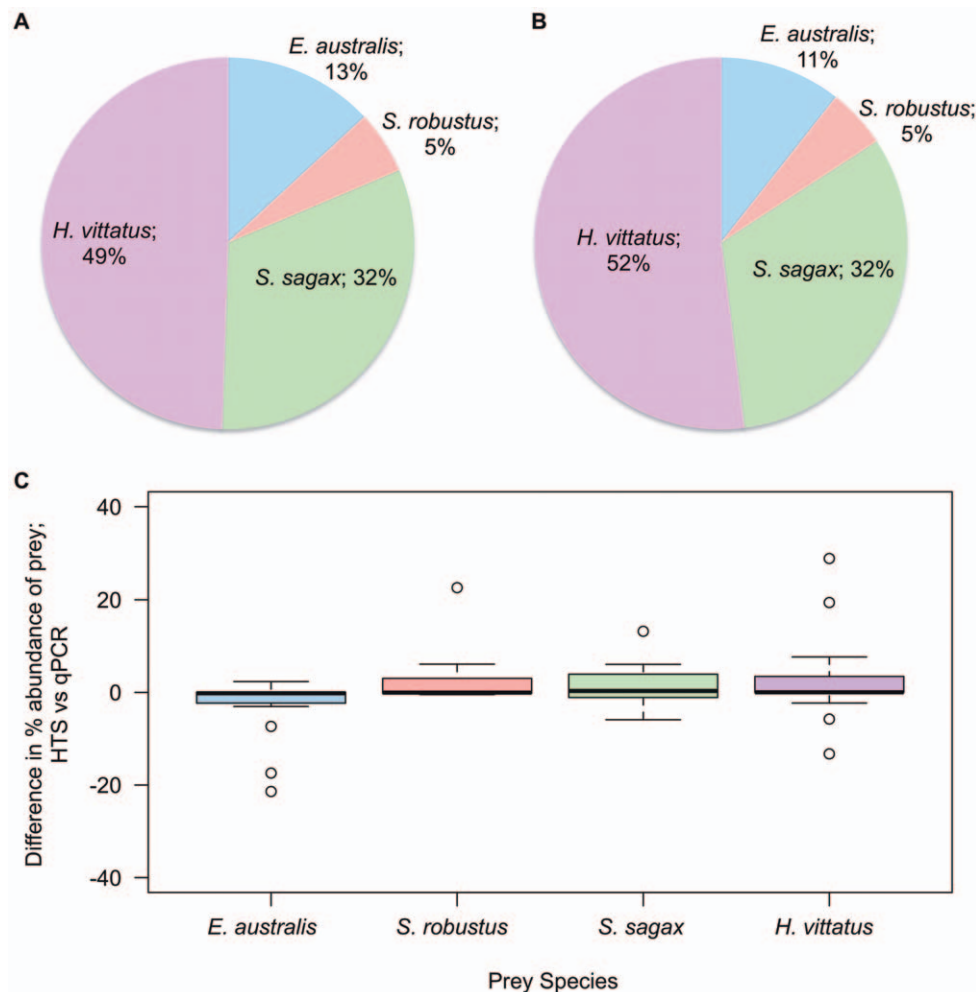 A
E. australis;
13%
S. robustus;
5%
H. vittatus;
49%
S. sagax; 32%
B
E. australis;
11%
S. robustus;
5%
H. vittatus;
52%
S. sagax; 32%
C
Difference in % abundance of prey;
HTS vs qPCR
40
20
0
-20
-40
E. australis
S. robustus
S. sagax
H. vittatus
Prey Species